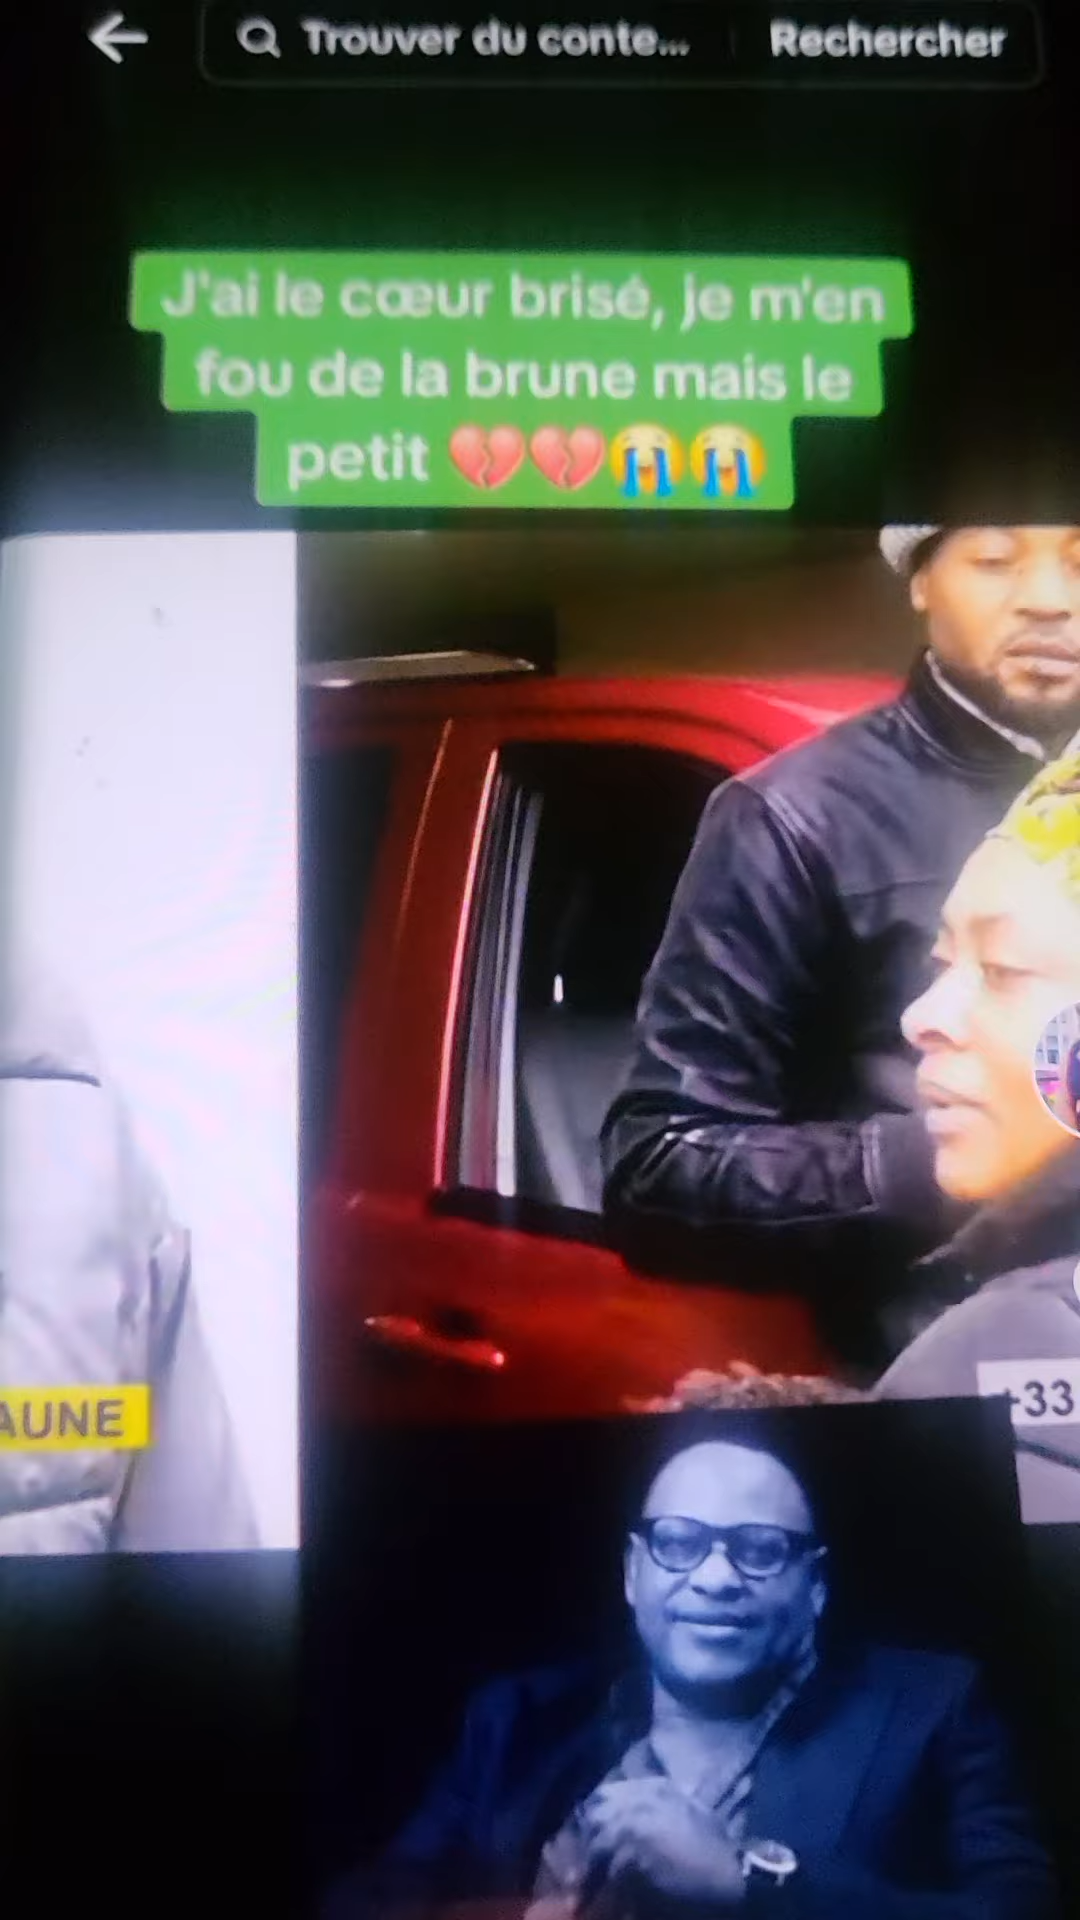 Trouver du conte... Rechercher
J'ai le cœur brisé, je m'en
fou de la brune mais le
petit 💔💔😭😭
AUNE
+33